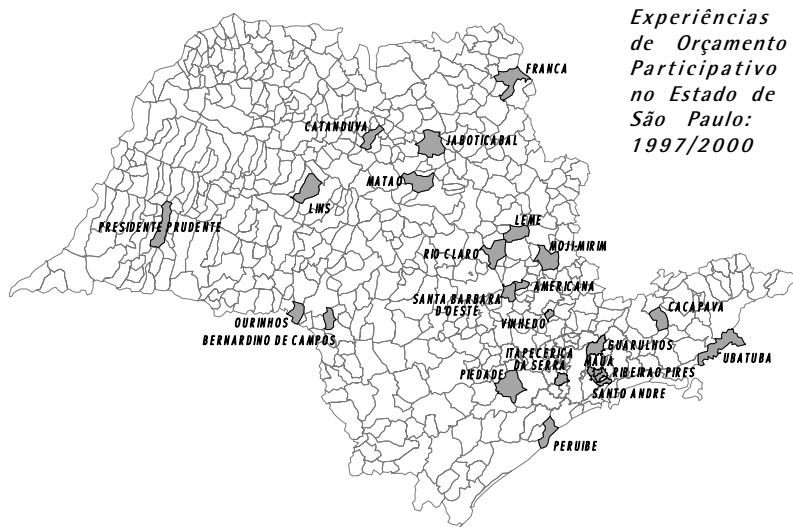 Experiências
de Orçamento
Participativo
no Estado de
São Paulo:
1997/2000
FRANCA
CATANDUVA
JABOTICABAL
MATAO
LINS
PRESIDENTE PRUDENTE
LEME
RIO CLARO
MOJI-MIRIM
AMERICANA
SANTA BARBARA
D'OESTE
VINHEDO
CACAPAVA
OURINHOS
BERNARDINO DE CAMPOS
GUARULHOS
UBATUBA
ITAPECERICA
DA SERRA
MAUA
PIEDADE
RIBEIRAO PIRES
SANTO ANDRE
PERUIBE